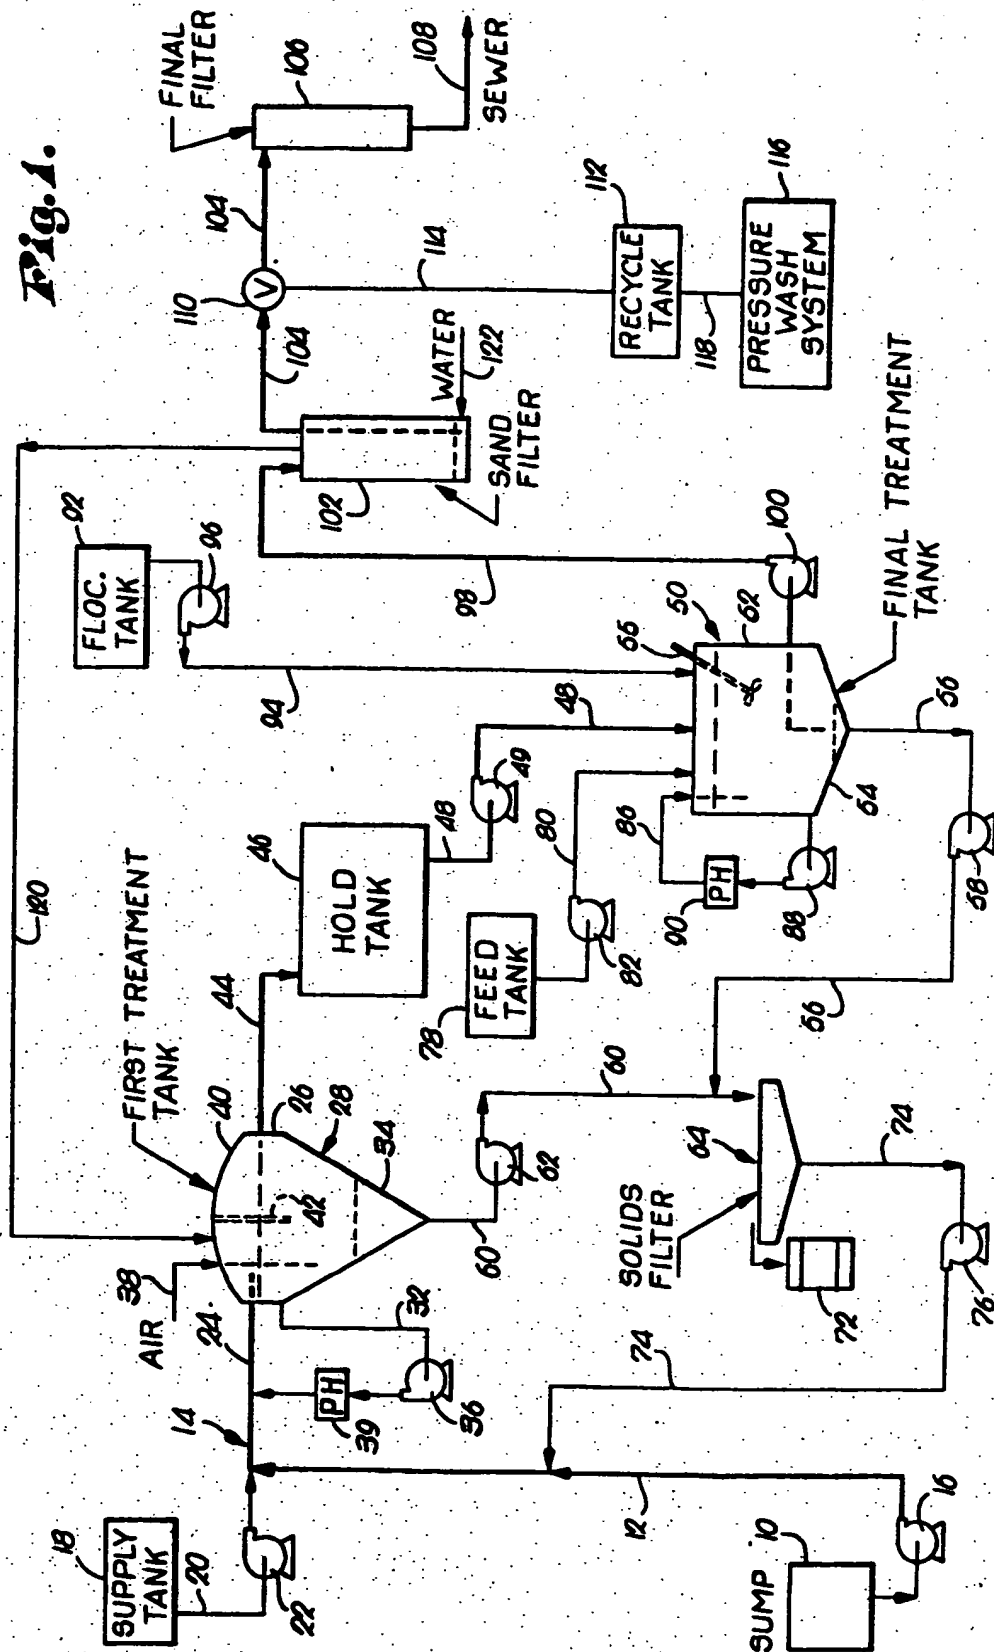 Fig. 1.
120
FIRST TREATMENT
TANK
SUPPLY
TANK
18
20
22
14
24
AIR
38
40
42
26
28
34
32
36
PH
39
44
46
HOLD
TANK
48
49
48
FLOC.
TANK
92
96
94
98
102
SAND
FILTER
WATER
122
104
110
V
104
FINAL
FILTER
106
108
SEWER
60
62
60
78
FEED
TANK
82
80
90
PH
86
88
55
50
52
54
100
FINAL TREATMENT
TANK
RECYCLE
TANK
112
114
118
PRESSURE
WASH
SYSTEM
116
SOLIDS
FILTER
64
72
74
74
76
56
56
58
12
SUMP
10
16